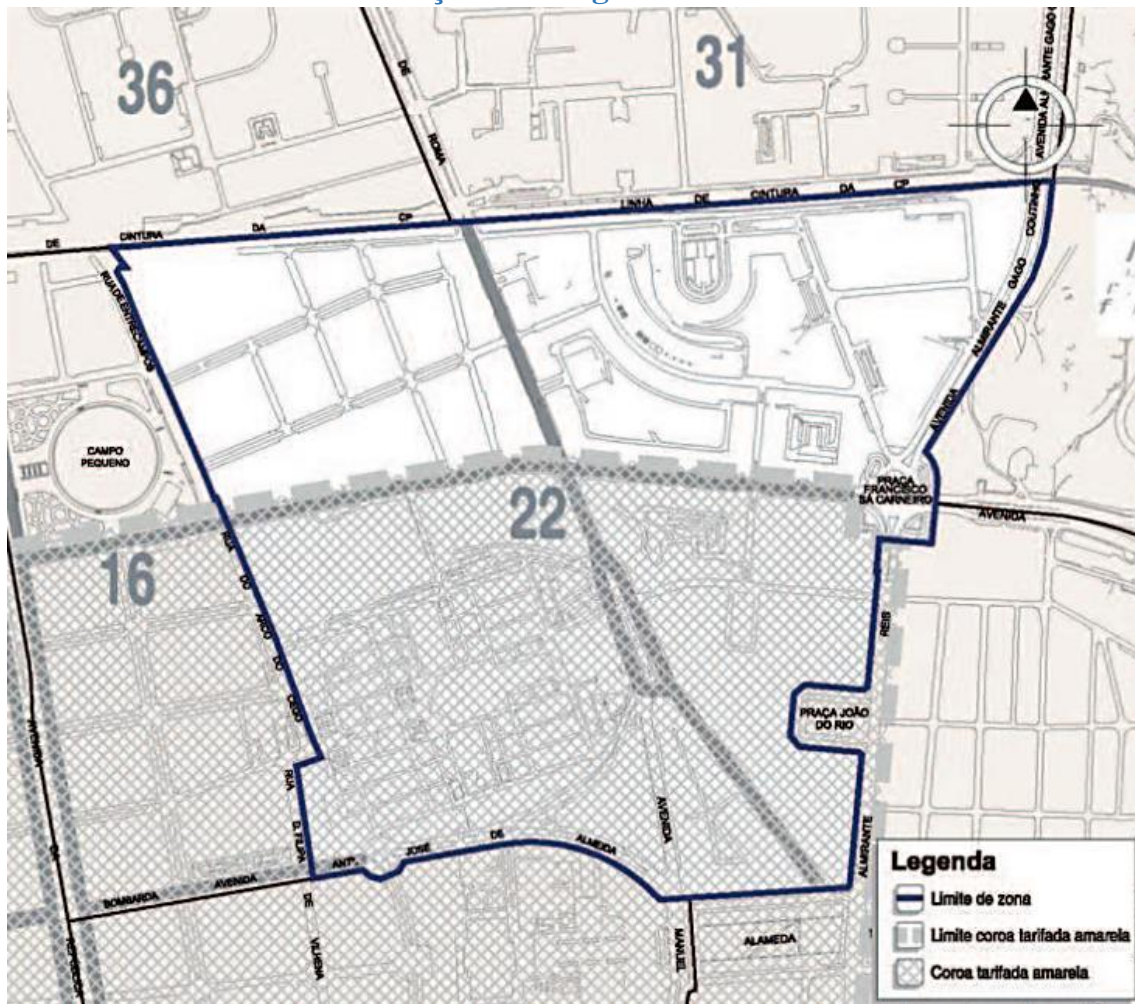 36
31
DE
ROMA
AVENIDA ALMIRANTE GAGO
COUTINHO
DE CINTURA DA CP
LINHA DE CINTURA DA CP
RUA DE ENTRECAMPOS
CAMPO
PEQUENO
AVENIDA ALMIRANTE GAGO
PRAÇA
FRANCISCO
SÁ CARNEIRO
AVENIDA
22
16
RUA DO ARCO DO CEGO
REIS
PRAÇA JOÃO
DO RIO
AVENIDA
RUA
D. FILIPA
DE
VILHENA
AVENIDA
ANTº. JOSÉ DE ALMEIDA
BOMBARDA AVENIDA
ALMIRANTE
MANUEL
ALAMEDA
Legenda
Limite de zona
Limite coroa tarifada amarela
Coroa tarifada amarela